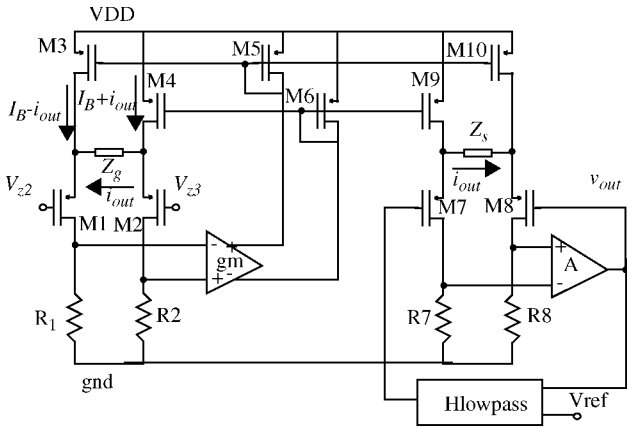 VDD
M3
M5
M10
M4
M6
M9
I_B-i_out
I_B+i_out
Z_g
Z_s
i_out
i_out
v_out
V_z2
V_z3
M1
M2
M7
M8
-
+
gm
+
-
+
A
-
R_1
R2
R7
R8
gnd
Hlowpass
Vref